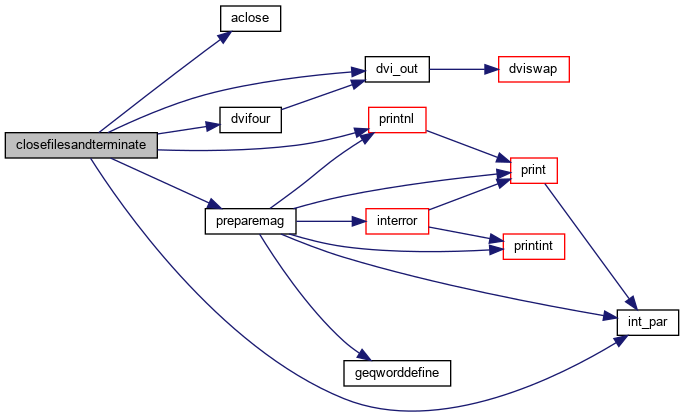 aclose
dvi_out
dviswap
dvifour
printnl
closefilesandterminate
print
preparemag
interror
printint
int_par
geqworddefine